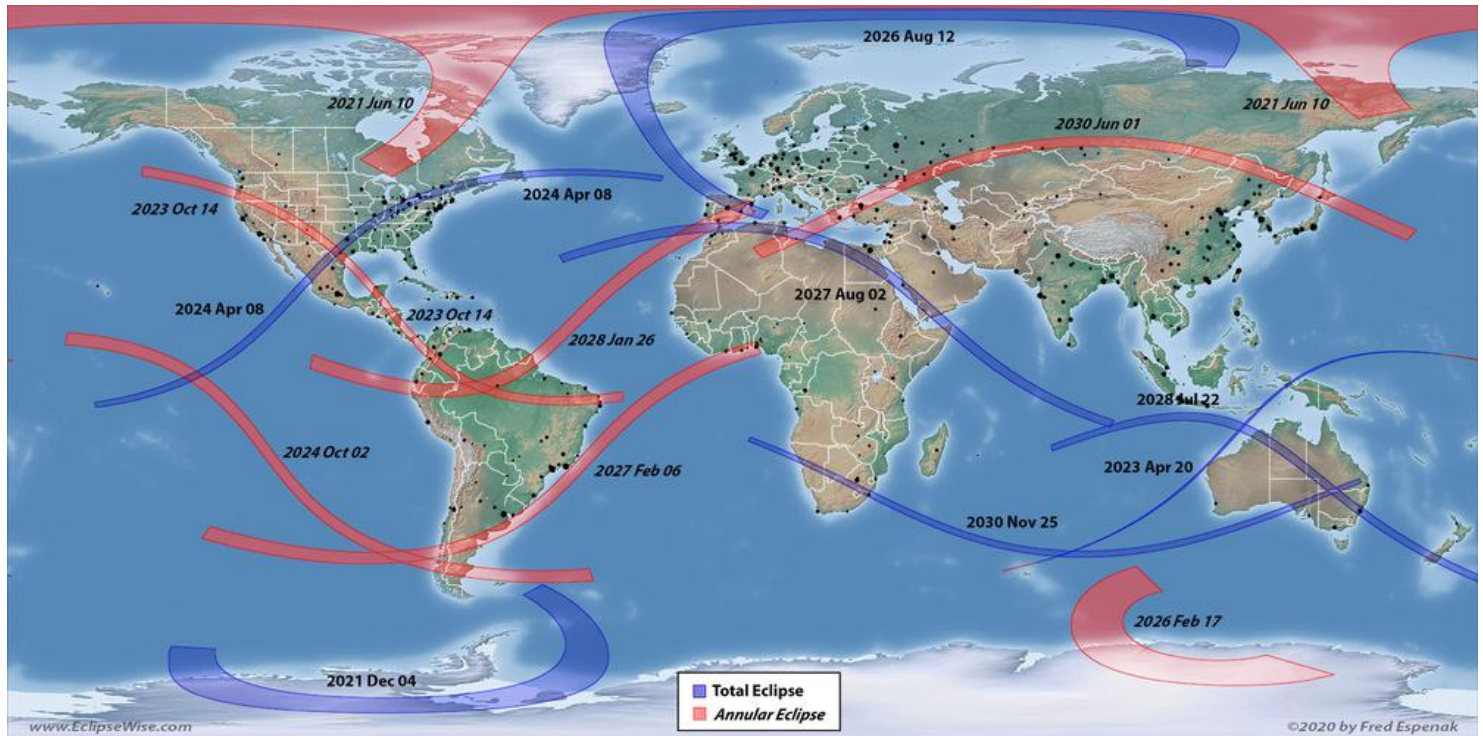 2026 Aug 12
2021 Jun 10
2021 Jun 10
2030 Jun 01
2024 Apr 08
2023 Oct 14
2027 Aug 02
2024 Apr 08
2023 Oct 14
2028 Jan 26
2028 Jul 22
2024 Oct 02
2027 Feb 06
2023 Apr 20
2030 Nov 25
2026 Feb 17
2021 Dec 04
Total Eclipse
Annular Eclipse
www.EclipseWise.com
©2020 by Fred Espenak